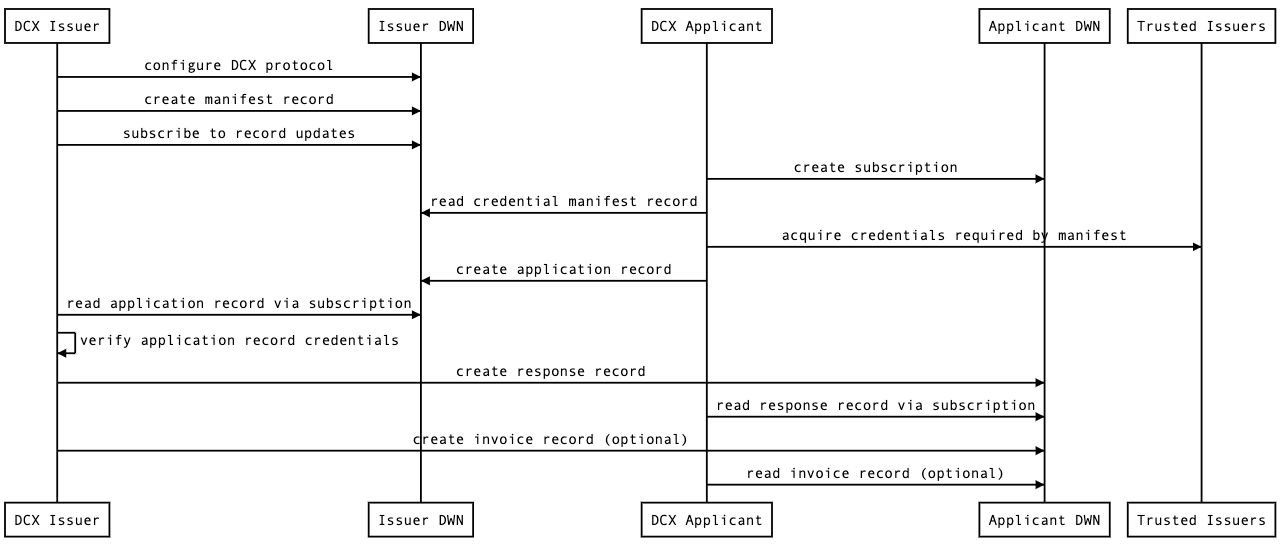 DCX Issuer
Issuer DWN
DCX Applicant
Applicant DWN
Trusted Issuers
configure DCX protocol
create manifest record
subscribe to record updates
create subscription
read credential manifest record
acquire credentials required by manifest
create application record
read application record via subscription
verify application record credentials
create response record
read response record via subscription
create invoice record (optional)
read invoice record (optional)
DCX Issuer
Issuer DWN
DCX Applicant
Applicant DWN
Trusted Issuers